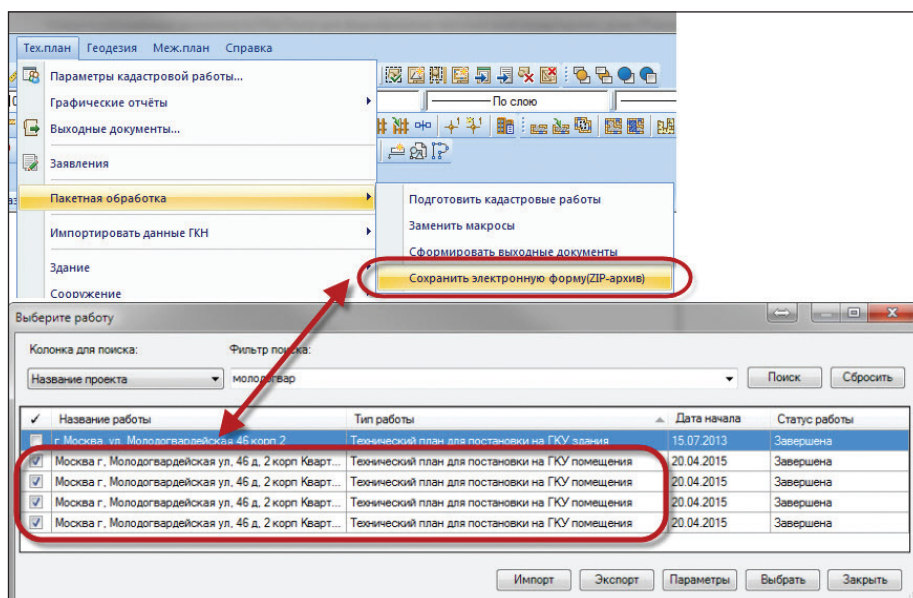 Тех.план Геодезия Меж.план Справка
Параметры кадастровой работы...
Графические отчёты
По слою
Выходные документы...
Заявления
Пакетная обработка
Подготовить кадастровые работы
Заменить макросы
Импортировать данные ГКН
Сформировать выходные документы
Здание
Сохранить электронную форму(ZIP-архив)
Сооружение
Выберите работу
Колонка для поиска: Фильтр поиска:
Название проекта молодогвар Поиск Сбросить
Название работы Тип работы Дата начала Статус работы
г.Москва, ул. Молодогвардейская 46 корп 2 Технический план для постановки на ГКУ здания 15.07.2013 Завершена
Москва г, Молодогвардейская ул, 46 д, 2 корп Кварт... Технический план для постановки на ГКУ помещения 20.04.2015 Завершена
Москва г, Молодогвардейская ул, 46 д, 2 корп Кварт... Технический план для постановки на ГКУ помещения 20.04.2015 Завершена
Москва г, Молодогвардейская ул, 46 д, 2 корп Кварт... Технический план для постановки на ГКУ помещения 20.04.2015 Завершена
Москва г, Молодогвардейская ул, 46 д, 2 корп Кварт... Технический план для постановки на ГКУ помещения 20.04.2015 Завершена
Импорт Экспорт Параметры Выбрать Закрыть